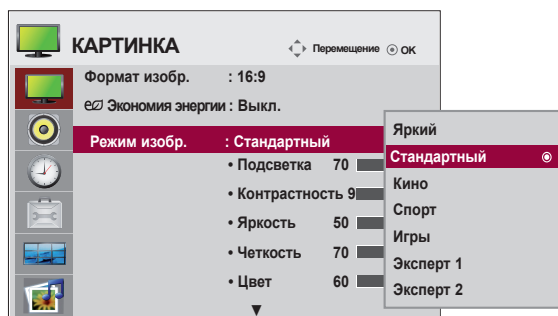 КАРТИНКА
Перемещение OK
Формат изобр. : 16:9
Экономия энергии : Выкл.
Режим изобр. : Стандартный
• Подсветка 70
• Контрастность 9
• Яркость 50
• Четкость 70
• Цвет 60
▼
Яркий
Стандартный
Кино
Спорт
Игры
Эксперт 1
Эксперт 2